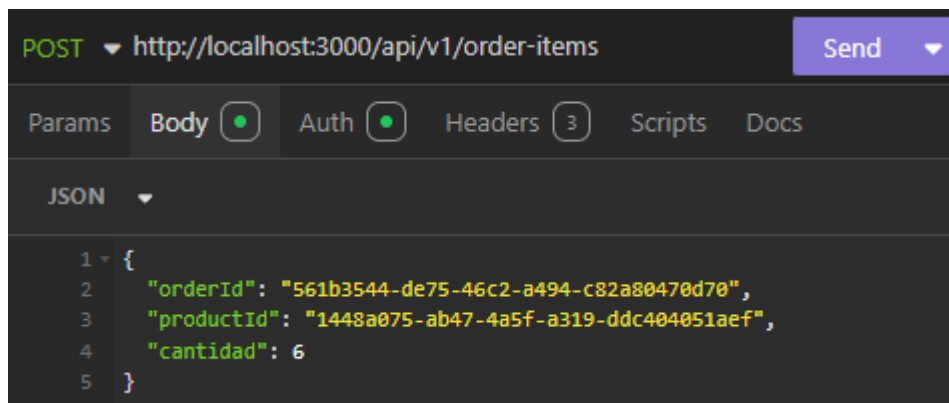 POST http://localhost:3000/api/v1/order-items Send
Params Body Auth Headers 3 Scripts Docs
JSON
1 {
2 "orderId": "561b3544-de75-46c2-a494-c82a80470d70",
3 "productId": "1448a075-ab47-4a5f-a319-ddc404051aef",
4 "cantidad": 6
5 }